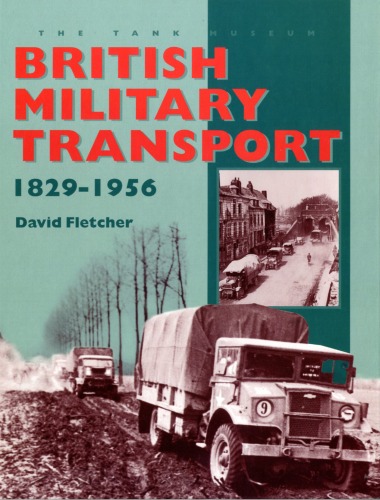 THE TANK MUSEUM
BRITISH
MILITARY
TRANSPORT
1829-1956
David Fletcher
9